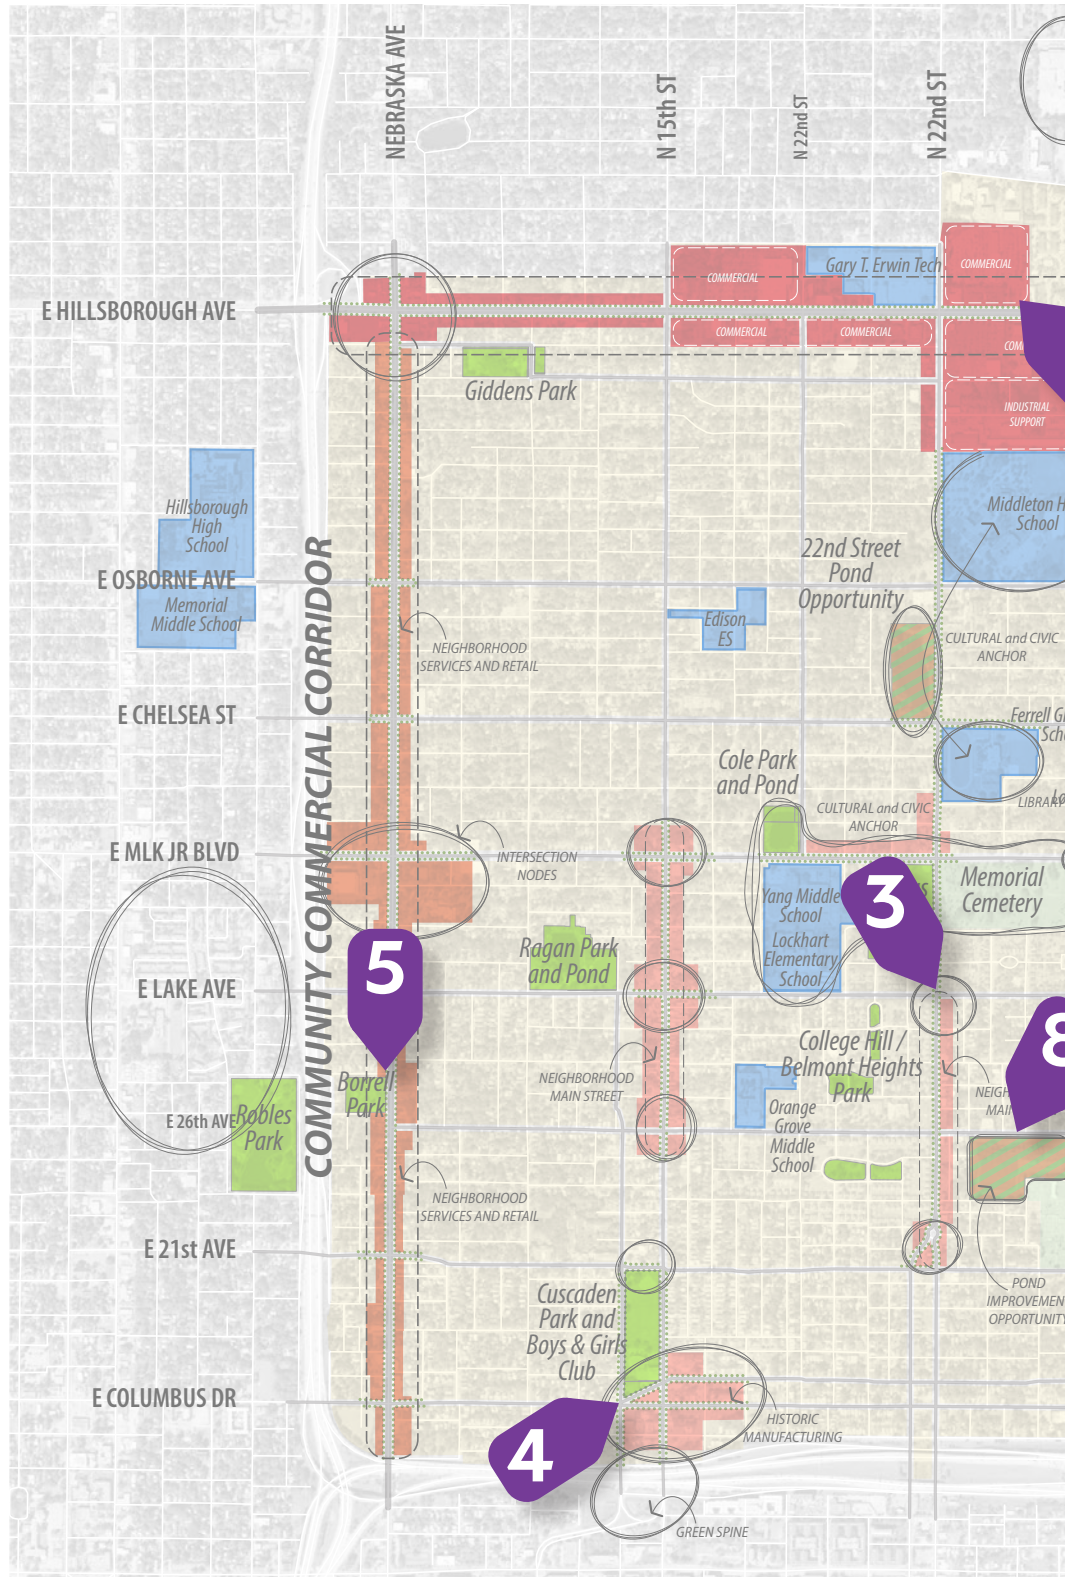 NEBRASKA AVE
N 15th ST
N 22nd ST
N 22nd ST
Gary T. Erwin Tech
COMMERCIAL
COMMERCIAL
E HILLSBOROUGH AVE
COMMERCIAL
COMMERCIAL
Giddens Park
INDUSTRIAL
SUPPORT
Hillsborough
High
School
Middleton
School
22nd Street
Pond
Opportunity
E OSBORNE AVE
Memorial
Middle School
Edison
ES
NEIGHBORHOOD
SERVICES AND RETAIL
CULTURAL and CIVIC
ANCHOR
COMMUNITY COMMERCIAL CORRIDOR
E CHELSEA ST
Ferrell
Cole Park
and Pond
LIBRARY
CULTURAL and CIVIC
ANCHOR
E MLK JR BLVD
INTERSECTION
NODES
Memorial
Cemetery
Yang Middle
School
Lockhart
Elementary
School
3
Ragan Park
and Pond
5
E LAKE AVE
College Hill /
Belmont Heights
Park
8
NEIGHBORHOOD
MAIN STREET
Borrell
Park
E 26th AVE
Robles
Park
Orange
Grove
Middle
School
NEIGHBORHOOD
SERVICES AND RETAIL
E 21st AVE
POND
OPPORTUNITY
Cuscaden
Park and
Boys & Girls
Club
E COLUMBUS DR
HISTORIC
MANUFACTURING
4
GREEN SPINE